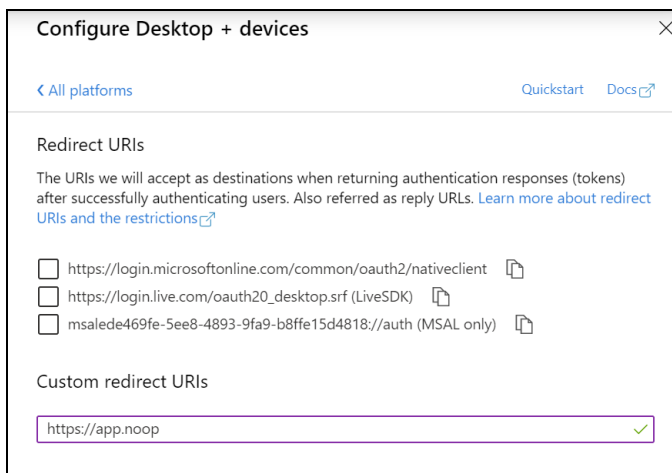 Configure Desktop + devices
All platforms
Quickstart
Docs
Redirect URIs
The URIs we will accept as destinations when returning authentication responses (tokens)
after successfully authenticating users. Also referred as reply URLs. Learn more about redirect
URIs and the restrictions
https://login.microsoftonline.com/common/oauth2/nativeclient
https://login.live.com/oauth20_desktop.srf (LiveSDK)
msalede469fe-5ee8-4893-9fa9-b8ffe15d4818://auth (MSAL only)
Custom redirect URIs
https://app.noop